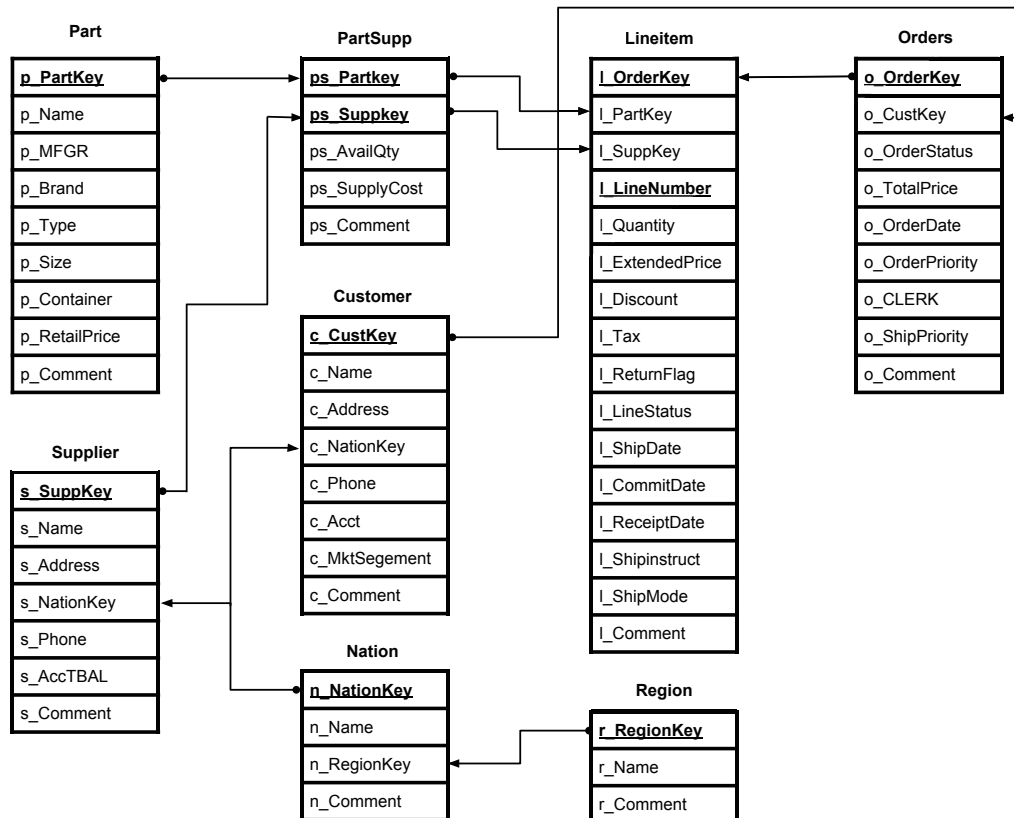 Part
p_PartKey
p_Name
p_MFGR
p_Brand
p_Type
p_Size
p_Container
p_RetailPrice
p_Comment
Supplier
s_SuppKey
s_Name
s_Address
s_NationKey
s_Phone
s_AccTBAL
s_Comment
PartSupp
ps_Partkey
ps_Suppkey
ps_AvailQty
ps_SupplyCost
ps_Comment
Customer
c_CustKey
c_Name
c_Address
c_NationKey
c_Phone
c_Acct
c_MktSegement
c_Comment
Nation
n_NationKey
n_Name
n_RegionKey
n_Comment
Lineitem
l_OrderKey
l_PartKey
l_SuppKey
l_LineNumber
l_Quantity
l_ExtendedPrice
l_Discount
l_Tax
l_ReturnFlag
l_LineStatus
l_ShipDate
l_CommitDate
l_ReceiptDate
l_Shipinstruct
l_ShipMode
l_Comment
Region
r_RegionKey
r_Name
r_Comment
Orders
o_OrderKey
o_CustKey
o_OrderStatus
o_TotalPrice
o_OrderDate
o_OrderPriority
o_CLERK
o_ShipPriority
o_Comment